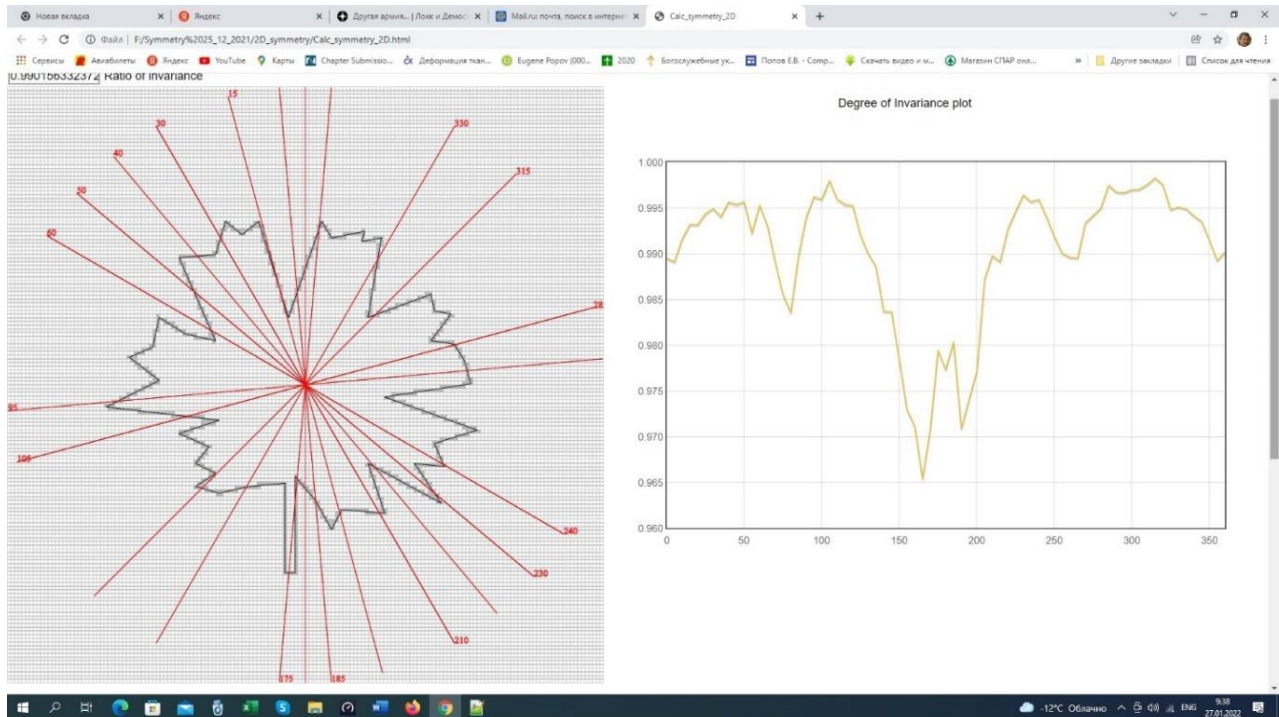 Новая вкладка
Яндекс
Другая армия... | Локк и Демос
Mail.ru: почта, поиск в интернет
Calc_symmetry_2D
Файл | F:/Symmetry%2025_12_2021/2D_symmetry/Calc_symmetry_2D.html
Сервисы Авиабилеты Яндекс YouTube Карты Chapter Submissio... Деформация ткан... Eugene Popov (000... 2020 Богослужебные ук... Попов Е.В. - Comp... Скачать видео и м... Магазин СПАР онл... » Другие закладки Список для чтения
0.990156332372 Ratio of Invariance
15
30
330
40
315
50
60
28
95
105
240
230
210
175
185
Degree of Invariance plot
1.000
0.995
0.990
0.985
0.980
0.975
0.970
0.965
0.960
0 50 100 150 200 250 300 350
-12°C Облачно ENG 9:38
27.01.2022